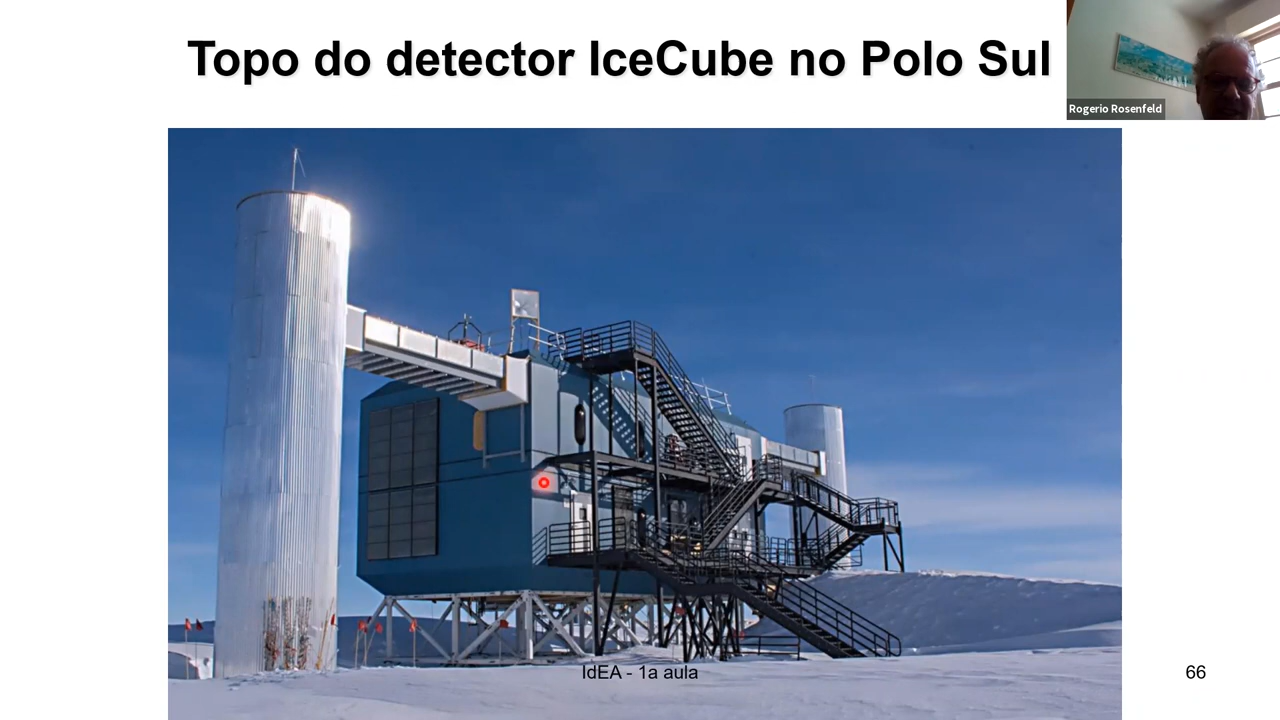 Topo do detector IceCube no Polo Sul
Rogerio Rosenfeld
IdEA - 1a aula
66